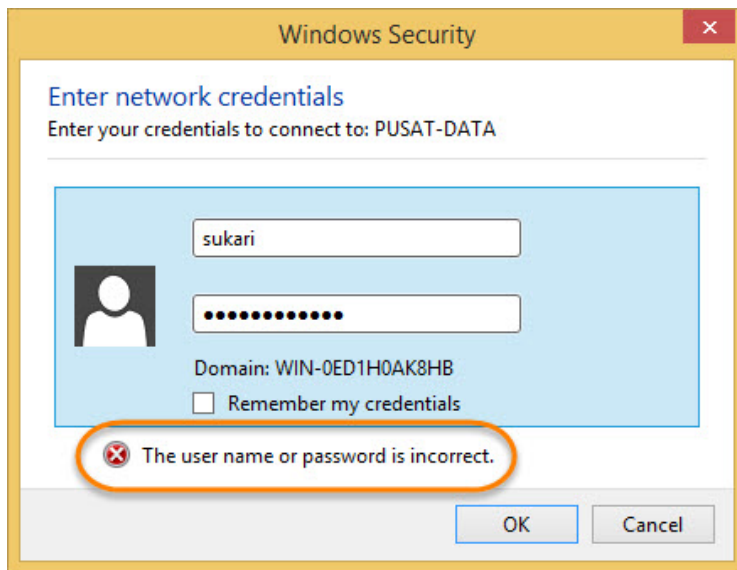 Windows Security
Enter network credentials
Enter your credentials to connect to: PUSAT-DATA
sukari
●●●●●●●●●●●●
Domain: WIN-0ED1H0AK8HB
Remember my credentials
The user name or password is incorrect.
OK
Cancel